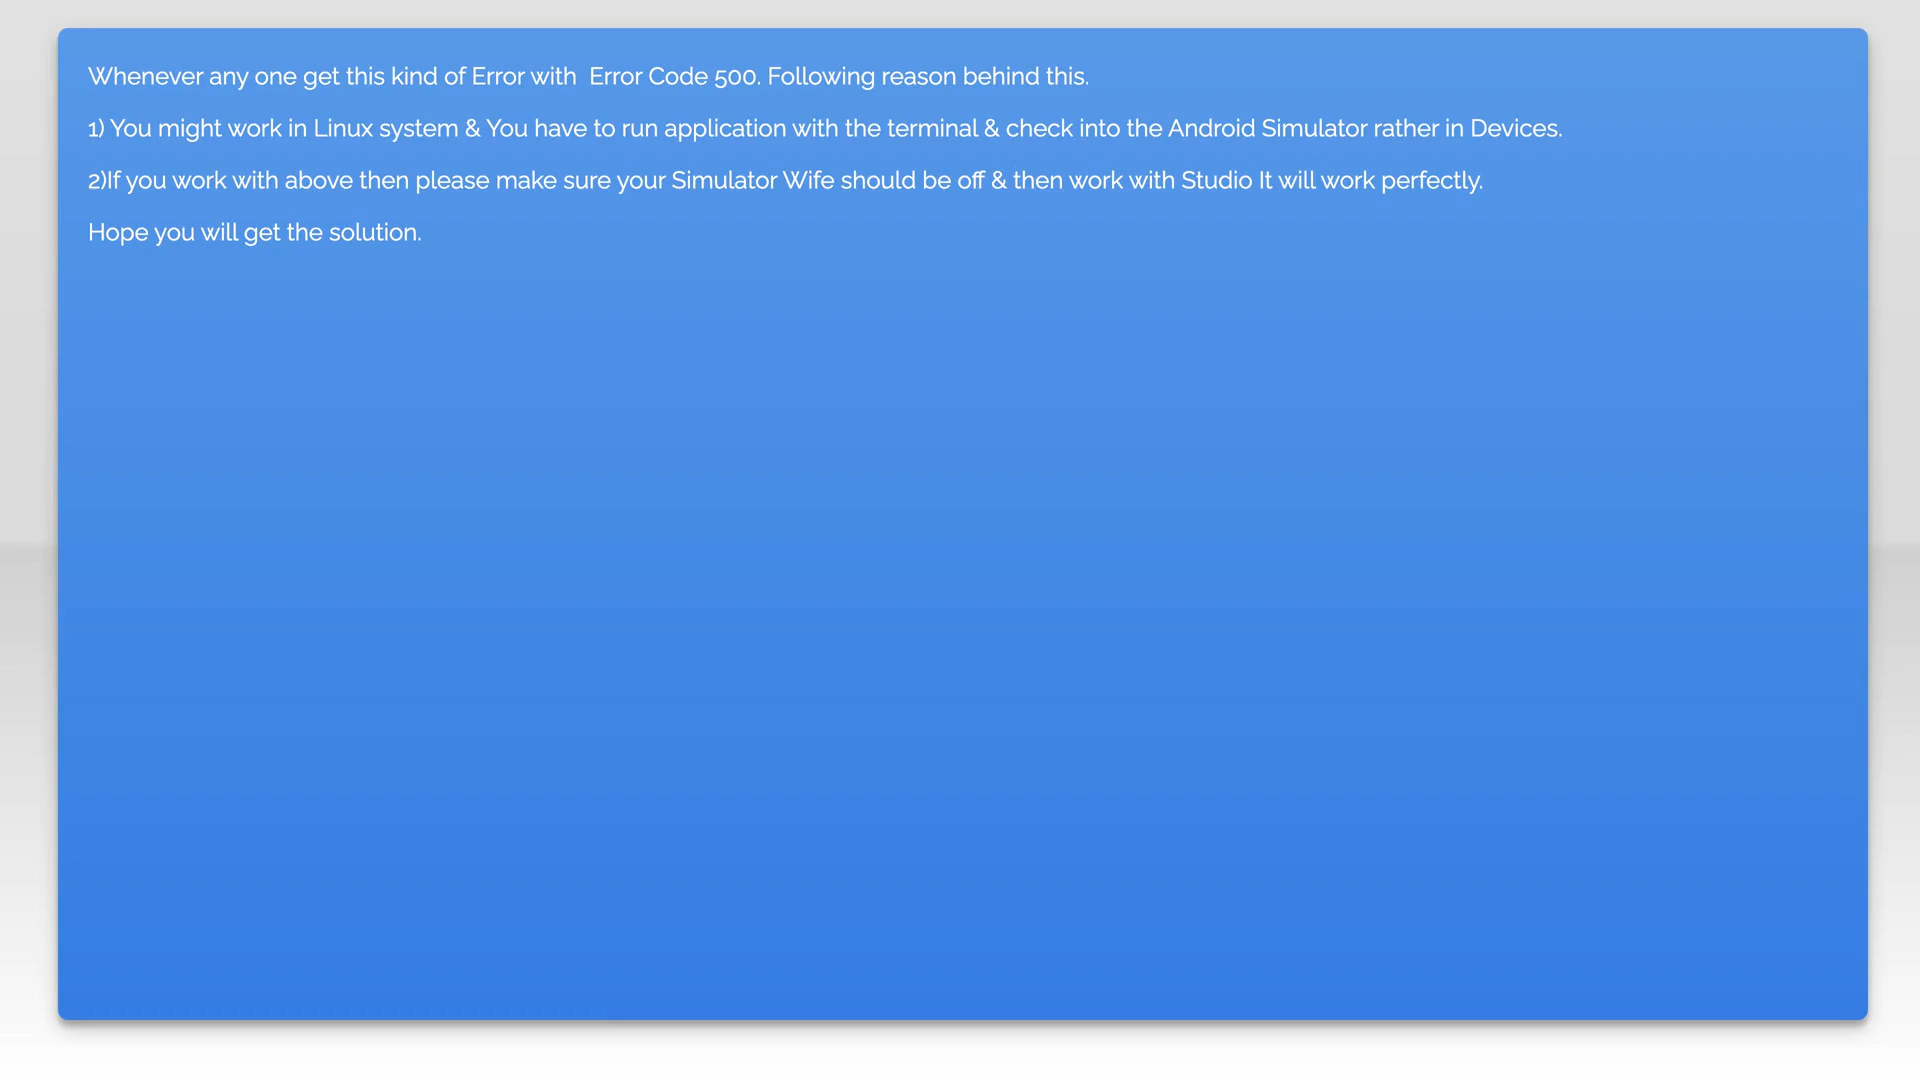 Whenever any one get this kind of Error with  Error Code 500. Following reason behind this.
1) You might work in Linux system & You have to run application with the terminal & check into the Android Simulator rather in Devices.
2)If you work with above then please make sure your Simulator Wife should be off & then work with Studio It will work perfectly.
Hope you will get the solution.